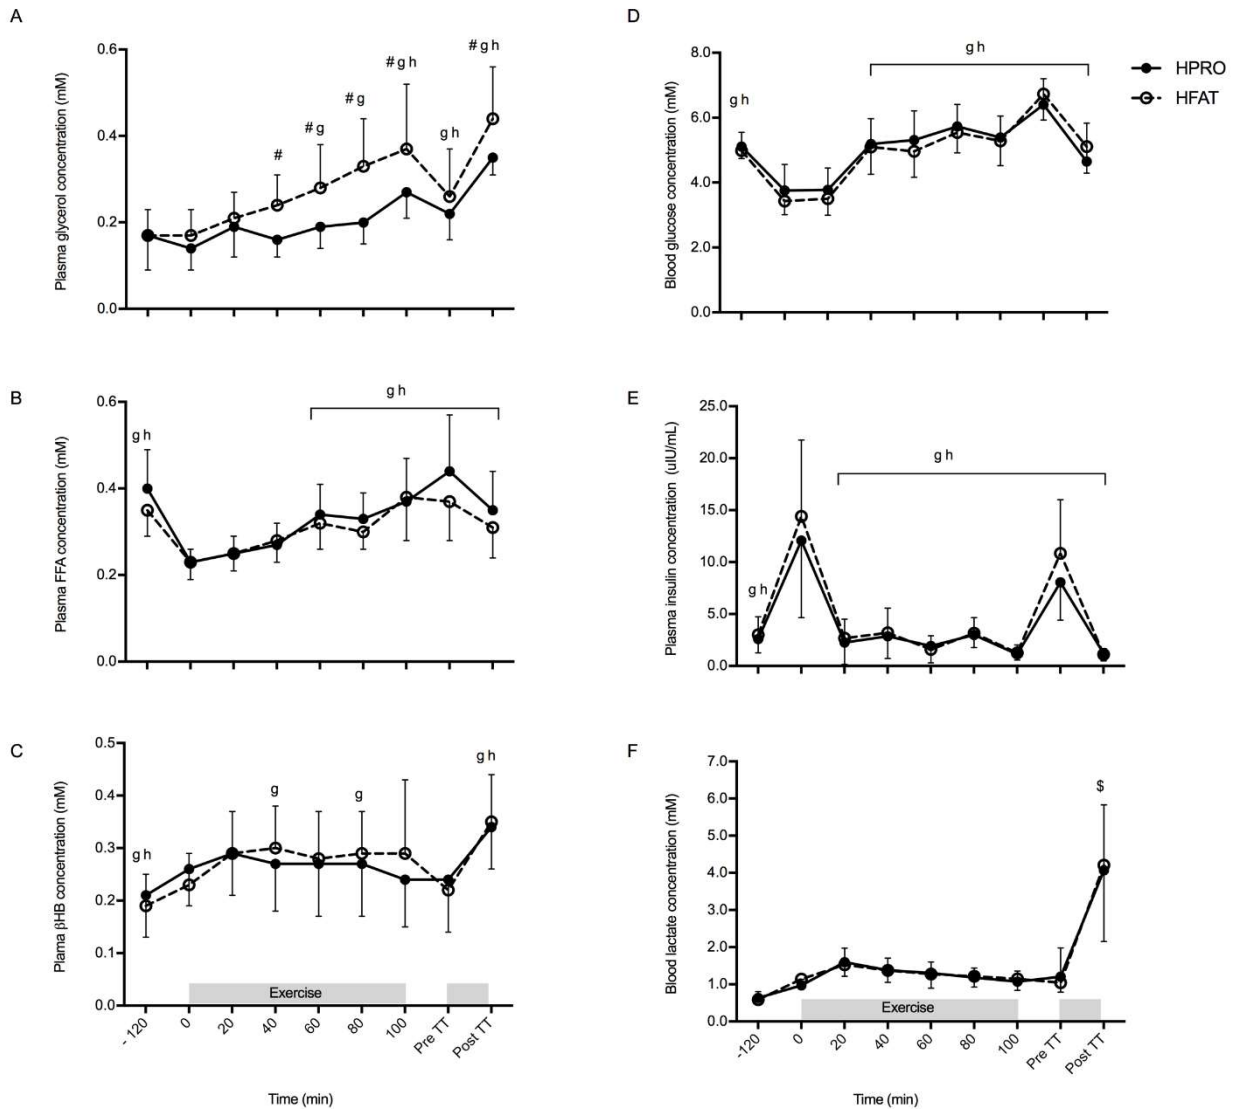 A
Plasma glycerol concentration (mM)
0.6
0.4
0.2
0.0
#
# g
# g
# g h
g h
# g h
B
Plasma FFA concentration (mM)
0.6
0.4
0.2
0.0
g h
g h
C
Plama βHB concentration (mM)
0.5
0.4
0.3
0.2
0.1
0.0
g h
g
g
g h
Exercise
-120
0
20
40
60
80
100
Pre TT
Post TT
Time (min)
D
Blood glucose concentration (mM)
8.0
6.0
4.0
2.0
0.0
g h
g h
HPRO
HFAT
E
Plasma insulin concentration (uIU/mL)
25.0
20.0
15.0
10.0
5.0
0.0
g h
g h
F
Blood lactate concentration (mM)
7.0
6.0
5.0
4.0
3.0
2.0
1.0
0.0
$
Exercise
-120
0
20
40
60
80
100
Pre TT
Post TT
Time (min)